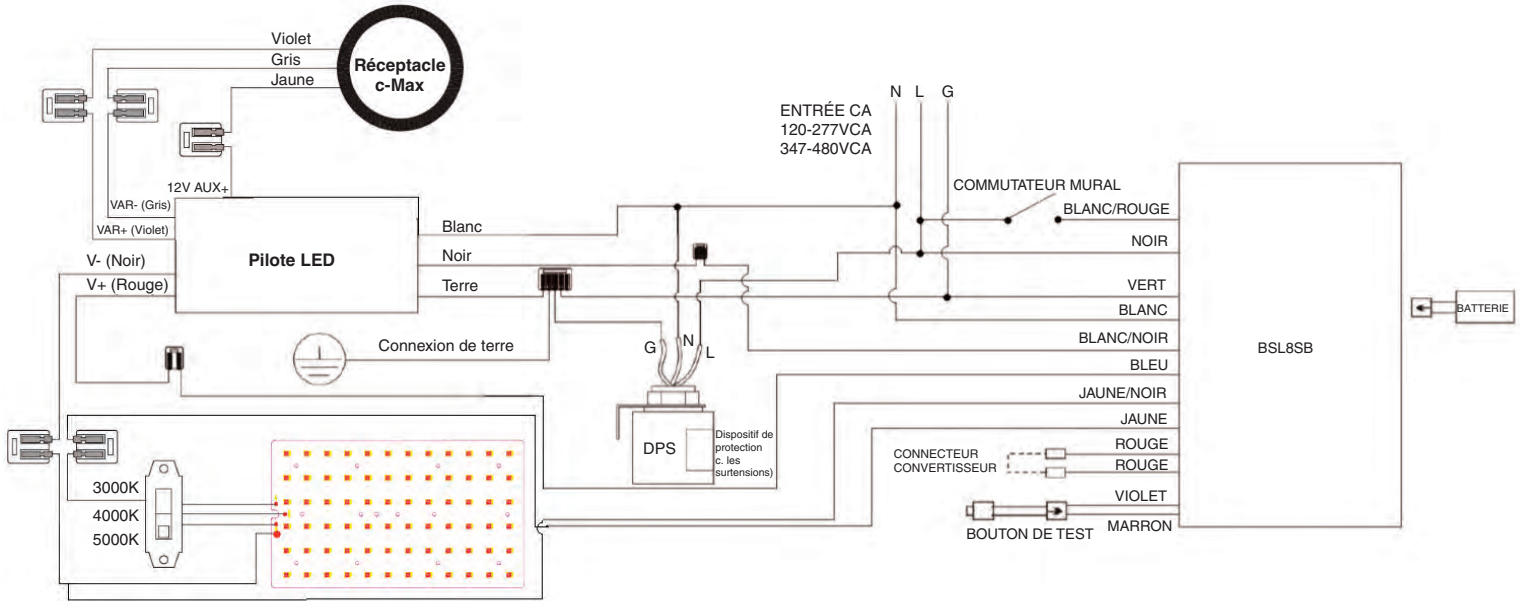 Violet
Gris
Jaune
Réceptacle
c-Max
12V AUX+
VAR- (Gris)
VAR+ (Violet)
V- (Noir)
V+ (Rouge)
Pilote LED
Blanc
Noir
Terre
Connexion de terre
3000K
4000K
5000K
G
N
L
DPS
Dispositif de
protection
c. les
surtensions)
N L G
ENTRÉE CA
120-277VCA
347-480VCA
COMMUTATEUR MURAL
BLANC/ROUGE
NOIR
VERT
BLANC
BLANC/NOIR
BLEU
JAUNE/NOIR
JAUNE
ROUGE
CONNECTEUR
CONVERTISSEUR
ROUGE
VIOLET
MARRON
BOUTON DE TEST
BSL8SB
BATTERIE